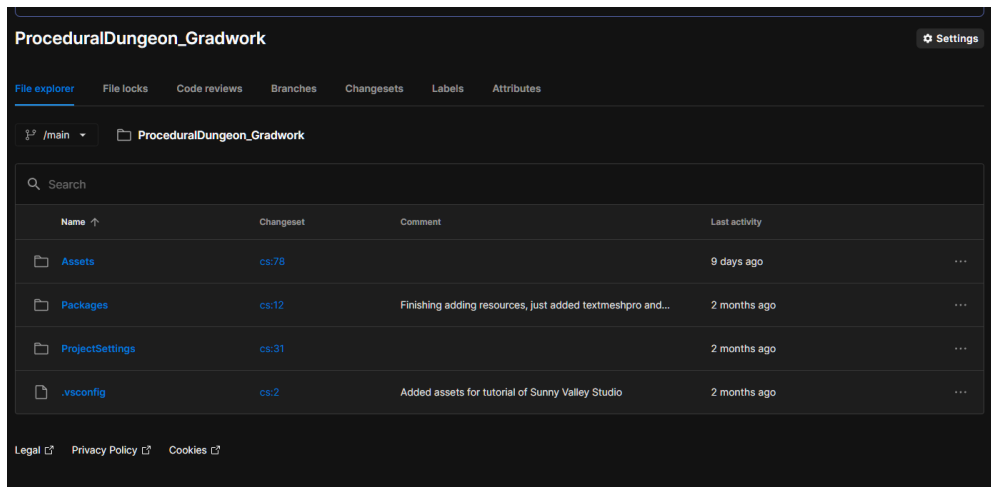 ProceduralDungeon_Gradwork
Settings
File explorer File locks Code reviews Branches Changesets Labels Attributes
/main ProceduralDungeon_Gradwork
Search
Name Changeset Comment Last activity
Assets cs:78 9 days ago
Packages cs:12 Finishing adding resources, just added textmeshpro and... 2 months ago
ProjectSettings cs:31 2 months ago
.vsconfig cs:2 Added assets for tutorial of Sunny Valley Studio 2 months ago
Legal Privacy Policy Cookies